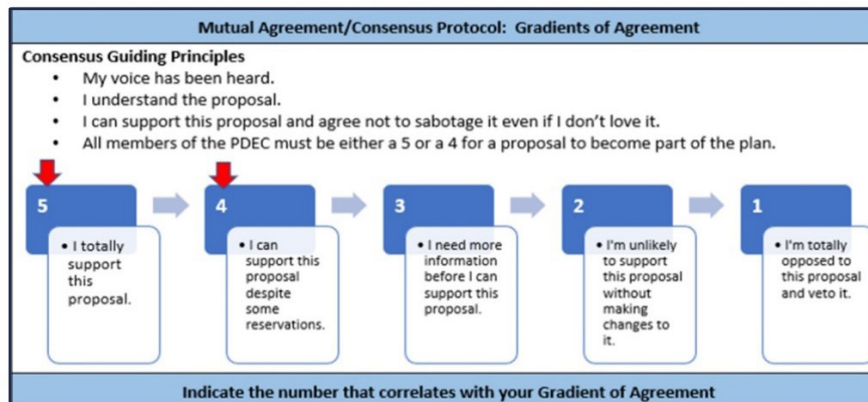 Mutual Agreement/Consensus Protocol: Gradients of Agreement
Consensus Guiding Principles
• My voice has been heard.
• I understand the proposal.
• I can support this proposal and agree not to sabotage it even if I don't love it.
• All members of the PDEC must be either a 5 or a 4 for a proposal to become part of the plan.
5
• I totally
support
this
proposal.
4
• I can
support this
proposal
despite
some
reservations.
3
• I need more
information
before I can
support this
proposal.
2
• I'm unlikely
to support
this proposal
without
making
changes to
it.
1
• I'm totally
opposed to
this proposal
and veto it.
Indicate the number that correlates with your Gradient of Agreement